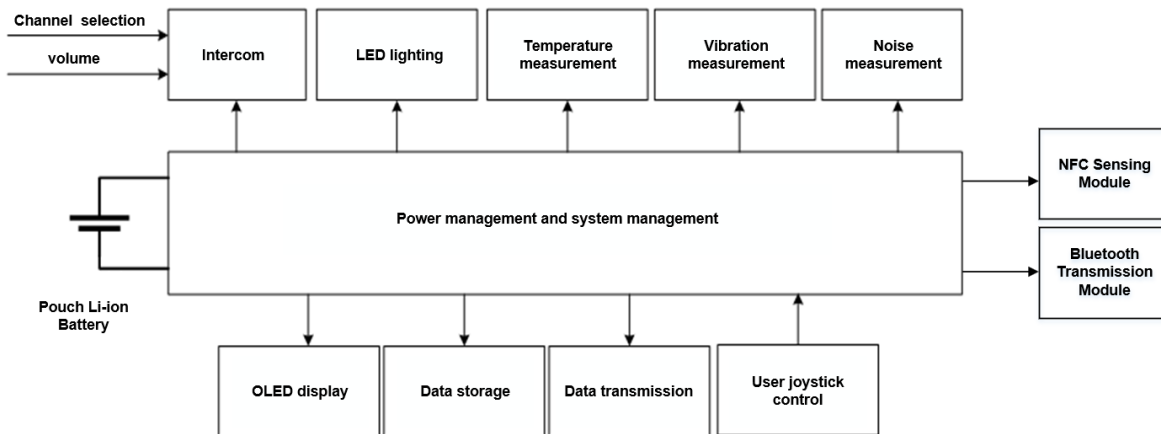 Channel selection
volume
Intercom
LED lighting
Temperature
measurement
Vibration
measurement
Noise
measurement
NFC Sensing
Module
Power management and system management
Bluetooth
Transmission
Module
Pouch Li-ion
Battery
OLED display
Data storage
Data transmission
User joystick
control